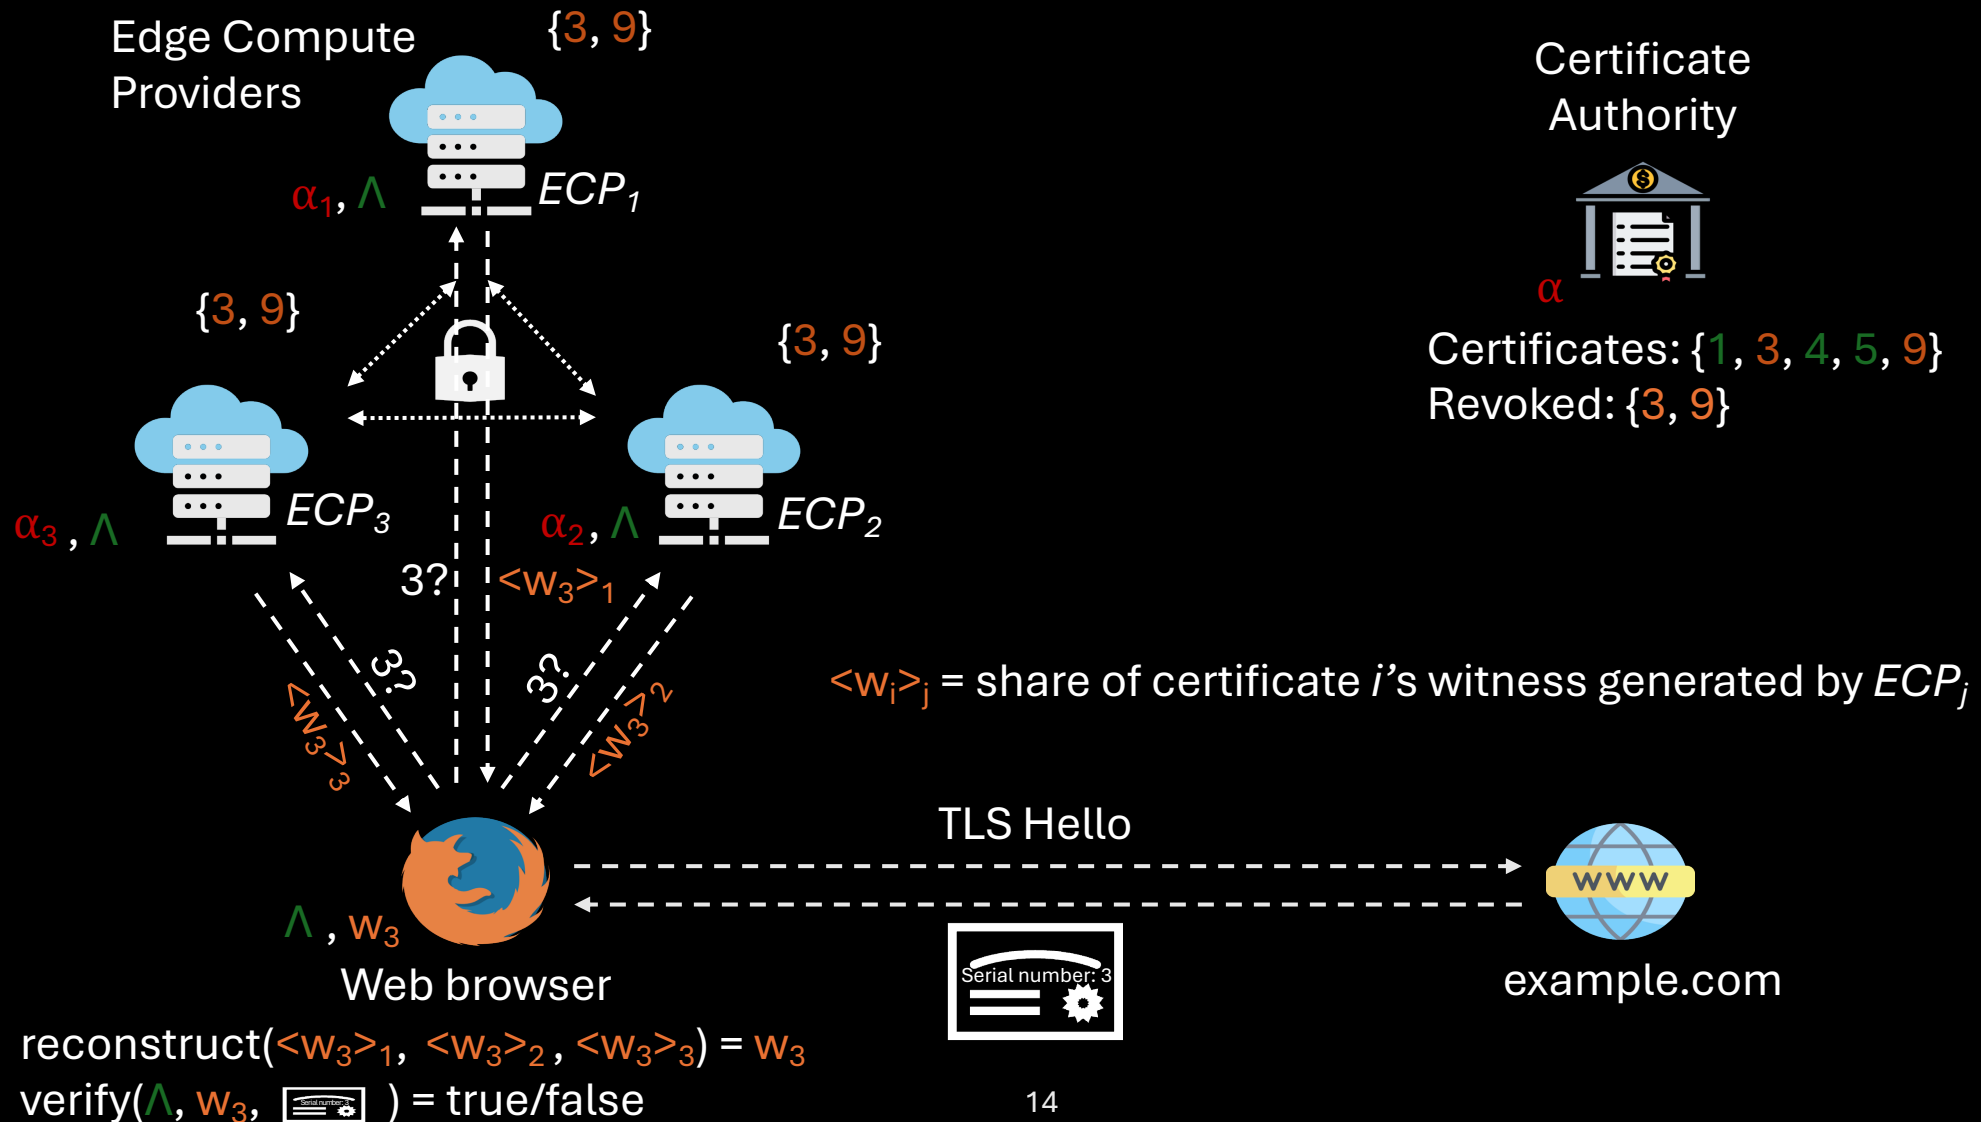 Edge Compute
Providers
{3, 9}
α₁, Λ
ECP₁
Certificate
Authority
α
Certificates: {1, 3, 4, 5, 9}
Revoked: {3, 9}
{3, 9}
{3, 9}
α₃ , Λ
ECP₃
α₂, Λ
ECP₂
3?
<w₃>₁
3?
<w₃>₃
3?
<w₃>₂
<wᵢ>ⱼ = share of certificate i’s witness generated by ECPⱼ
TLS Hello
WWW
Serial number: 3
example.com
Λ , w₃
Web browser
reconstruct(<w₃>₁, <w₃>₂ , <w₃>₃) = w₃
verify(Λ, w₃, Serial number: 3 ) = true/false
14